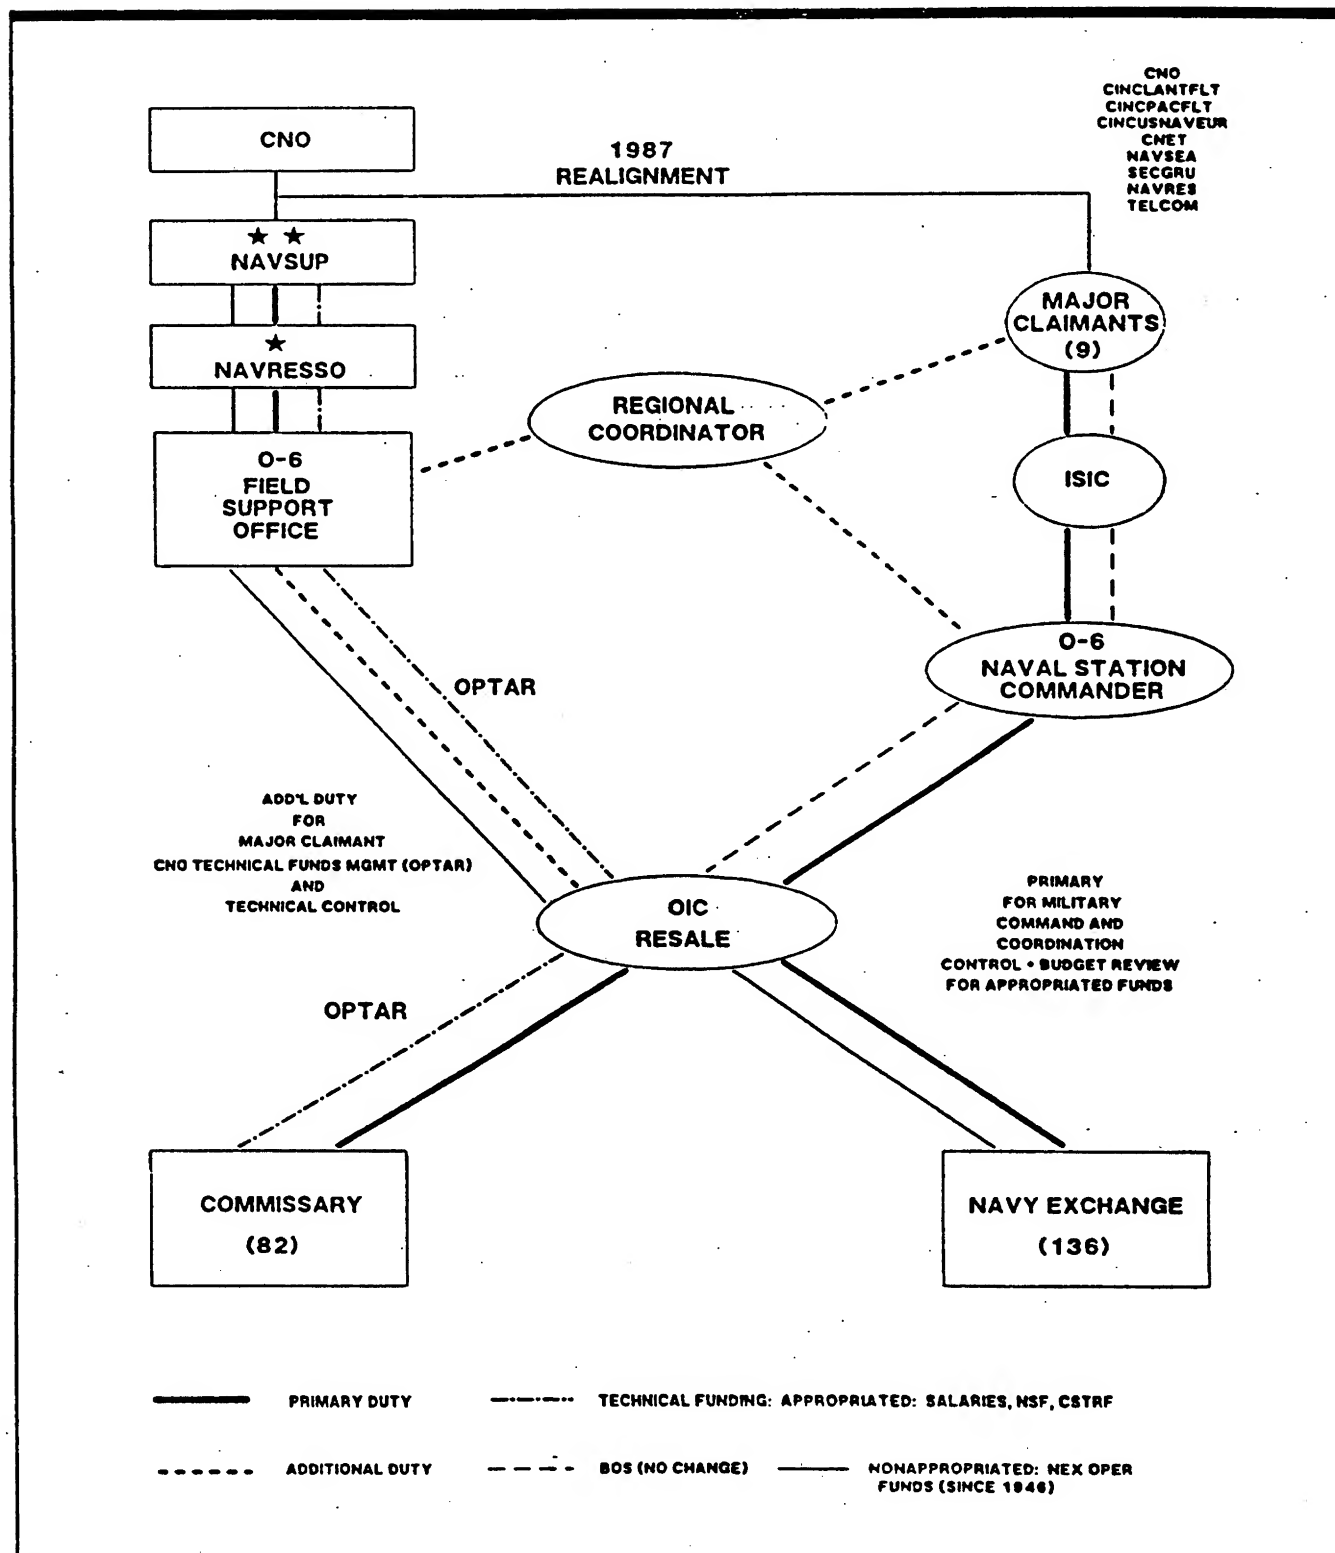 CNO
CINCLANTFLT
CINCPACFLT
CINCUSNAVEUR
CNET
NAVSEA
SECGRU
NAVRES
TELCOM
CNO
1987
REALIGNMENT
★ ★
NAVSUP
★
NAVRESSO
MAJOR
CLAIMANTS
(9)
REGIONAL
COORDINATOR
O-6
FIELD
SUPPORT
OFFICE
ISIC
O-6
NAVAL STATION
COMMANDER
OPTAR
ADD'L DUTY
FOR
MAJOR CLAIMANT
CNO TECHNICAL FUNDS MGMT (OPTAR)
AND
TECHNICAL CONTROL
OIC
RESALE
PRIMARY
FOR MILITARY
COMMAND AND
COORDINATION
CONTROL • BUDGET REVIEW
FOR APPROPRIATED FUNDS
OPTAR
COMMISSARY
(82)
NAVY EXCHANGE
(136)
PRIMARY DUTY
TECHNICAL FUNDING: APPROPRIATED: SALARIES, NSF, CSTRF
ADDITIONAL DUTY
BOS (NO CHANGE)
NONAPPROPRIATED: NEX OPER
FUNDS (SINCE 1946)